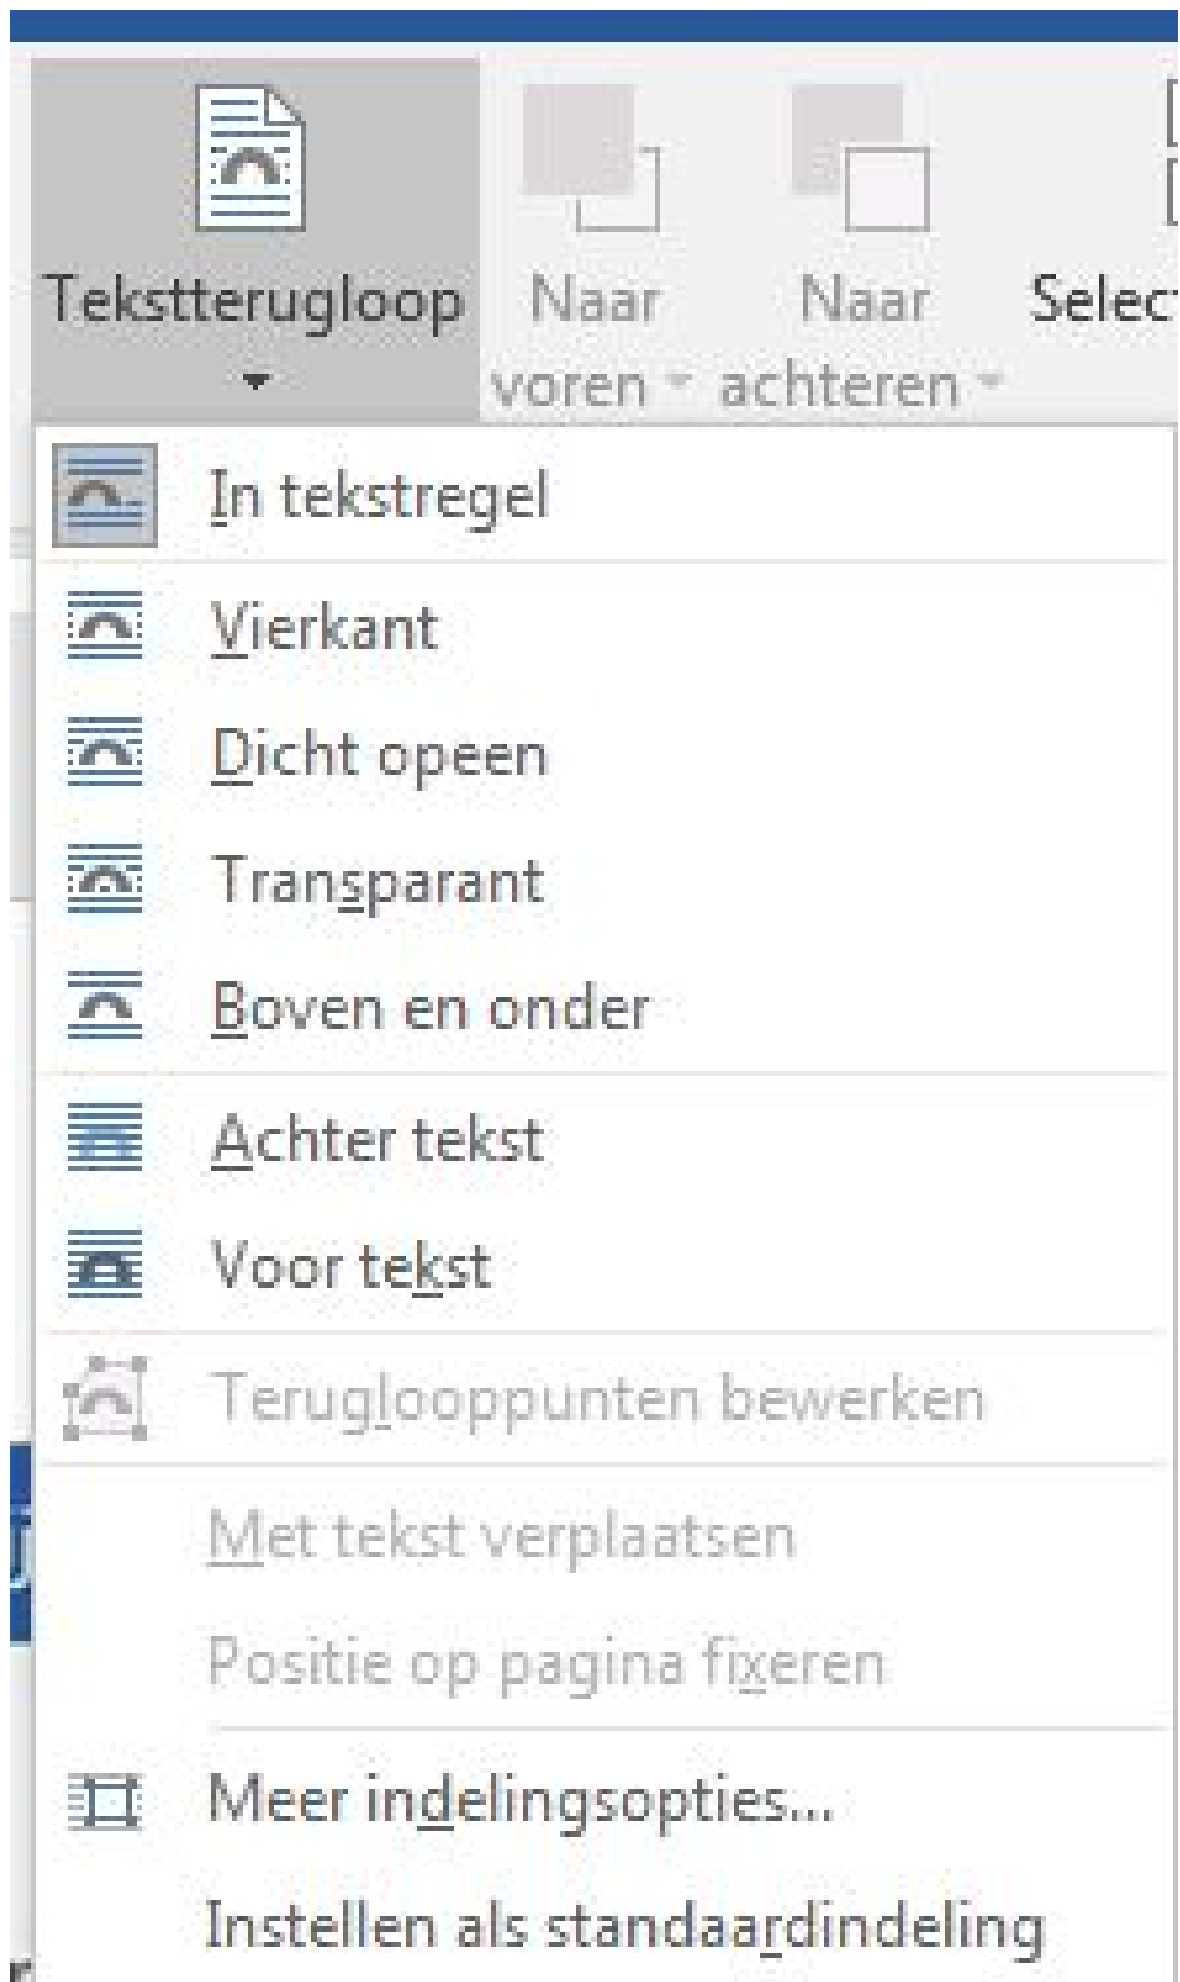 Tekstterugloop
Naar voren
Naar achteren
Selec
In tekstregel
Vierkant
Dicht opeen
Transparant
Boven en onder
Achter tekst
Voor tekst
Teruglooppunten bewerken
Met tekst verplaatsen
Positie op pagina fixeren
Meer indelingsopties...
Instellen als standaardindeling